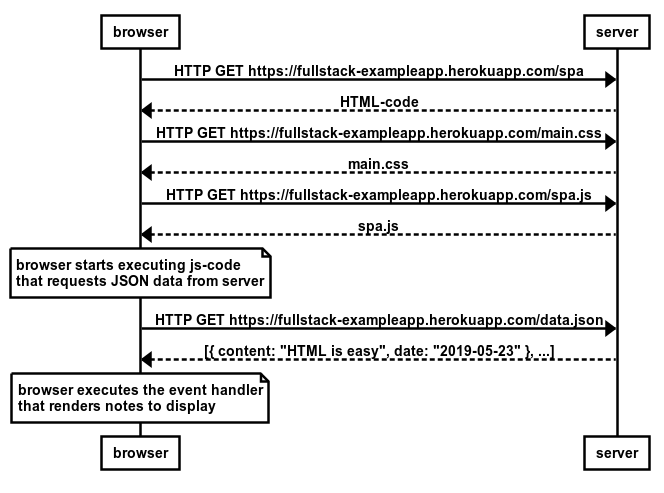 browser
server
HTTP GET https://fullstack-exampleapp.herokuapp.com/spa
HTML-code
HTTP GET https://fullstack-exampleapp.herokuapp.com/main.css
main.css
HTTP GET https://fullstack-exampleapp.herokuapp.com/spa.js
spa.js
browser starts executing js-code
that requests JSON data from server
HTTP GET https://fullstack-exampleapp.herokuapp.com/data.json
[{ content: "HTML is easy", date: "2019-05-23" }, ...]
browser executes the event handler
that renders notes to display
browser
server